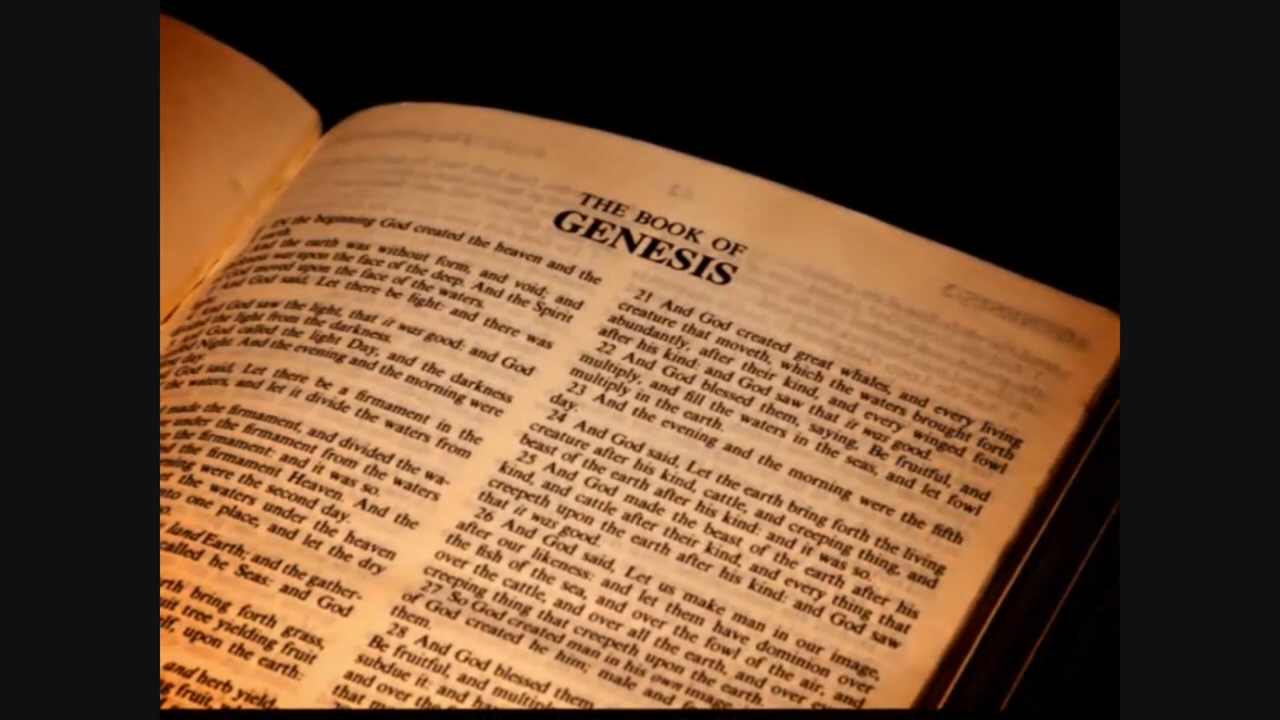 THE BOOK OF
GENESIS
IN the beginning God created the heaven and the
earth.
And the earth was without form, and void; and
was upon the face of the deep. And the Spirit
God moved upon the face of the waters.
And God said, Let there be light: and there was
God saw the light, that it was good: and God
the light from the darkness.
God called the light Day, and the darkness
Night. And the evening and the morning were
day.
God said, Let there be a firmament in the
the waters, and let it divide the waters from
made the firmament, and divided the wa-
under the firmament from the waters
the firmament: and it was so.
the firmament Heaven. And the
were the second day.
the waters under the heaven
one place, and let the dry
land Earth; and the gather-
called he Seas: and God
bring forth grass,
tree yielding fruit
upon the earth:
and herb yield-
fruit,
21 And God created great whales, and every living
creature that moveth, which the waters brought forth
abundantly, after their kind, and every winged fowl
after his kind: and God saw that it was good.
22 And God blessed them, saying, Be fruitful, and
multiply, and fill the waters in the seas, and let fowl
multiply in the earth.
23 And the evening and the morning were the fifth
day.
24 And God said, Let the earth bring forth the living
creature after his kind, cattle, and creeping thing, and
beast of the earth after his kind: and it was so.
25 And God made the beast of the earth after his
kind, and cattle after their kind, and every thing that
creepeth upon the earth after his kind: and God saw
that it was good.
26 And God said, Let us make man in our image,
after our likeness: and let them have dominion over
the fish of the sea, and over the fowl of the air, and
over the cattle, and over all the earth, and over
creeping thing that creepeth upon the earth.
27 So God created man in his own image
of God created he him; male and
them.
28 And God blessed them
Be fruitful, and multiply
subdue it: and
and over the
that